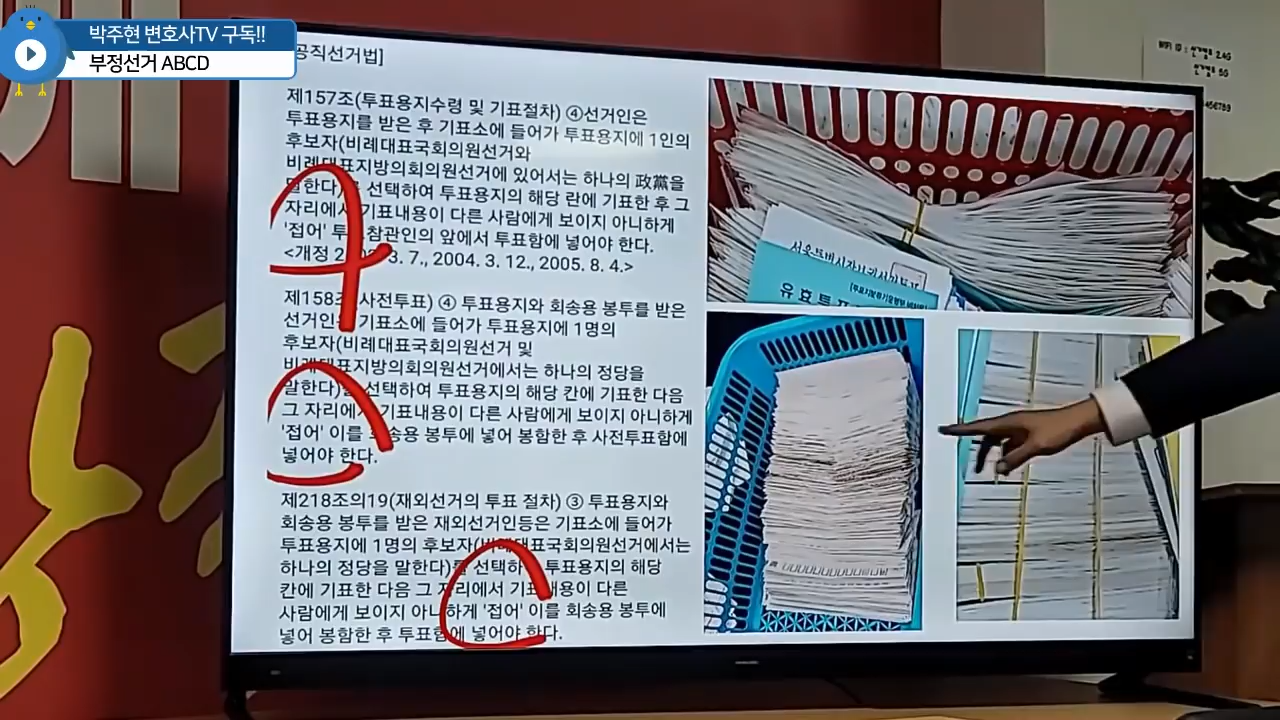 박주현 변호사TV 구독!!
부정선거 ABCD
공직선거법]
제157조(투표용지수령 및 기표절차) ④선거인은
투표용지를 받은 후 기표소에 들어가 투표용지에 1인의
후보자(비례대표국회의원선거와
비례대표지방의회의원선거에 있어서는 하나의 政黨을
말한다)를 선택하여 투표용지의 해당 란에 기표한 후 그
자리에서 기표내용이 다른 사람에게 보이지 아니하게
'접어' 투표참관인의 앞에서 투표함에 넣어야 한다.
<개정 3. 7., 2004. 3. 12., 2005. 8. 4.>
제158조(사전투표) ④ 투표용지와 회송용 봉투를 받은
선거인은 기표소에 들어가 투표용지에 1명의
후보자(비례대표국회의원선거 및
비례대표지방의회의원선거에서는 하나의 정당을
말한다)를 선택하여 투표용지의 해당 칸에 기표한 다음
그 자리에서 기표내용이 다른 사람에게 보이지 아니하게
'접어' 이를 회송용 봉투에 넣어 봉함한 후 사전투표함에
넣어야 한다.
제218조의19(재외선거의 투표 절차) ③ 투표용지와
회송용 봉투를 받은 재외선거인등은 기표소에 들어가
투표용지에 1명의 후보자(비례대표국회의원선거에서는
하나의 정당을 말한다)를 선택하여 투표용지의 해당
칸에 기표한 다음 그 자리에서 기표내용이 다른
사람에게 보이지 아니하게 '접어' 이를 회송용 봉투에
넣어 봉함한 후 투표함에 넣어야 한다.
유효투표
WIFI ID : 선거캠프 2.4G
선거캠프 5G